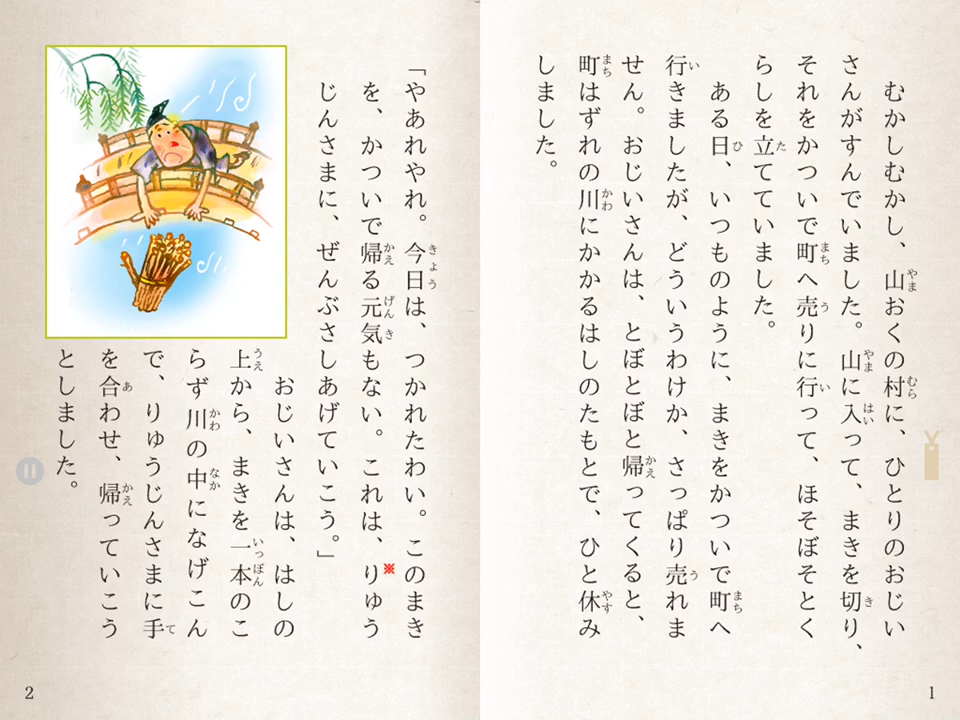 むかしむかし、山おくの村に、ひとりのおじい
さんがすんでいました。山に入って、まきを切り、
それをかついで町へ売りに行って、ほそぼそとく
らしを立てていました。
ある日、いつものように、まきをかついで町へ
行きましたが、どういうわけか、さっぱり売れま
せん。おじいさんは、とぼとぼと帰ってくると、
町はずれの川にかかるはしのたもとで、ひと休み
しました。
1
「やあれやれ。今日は、つかれたわい。このまき
を、かついで帰る元気もない。これは、※りゅう
じんさまに、ぜんぶさしあげていこう。」
おじいさんは、はしの
上から、まきを一本のこ
らず川の中になげこん
で、りゅうじんさまに手
を合わせ、帰っていこう
としました。
2